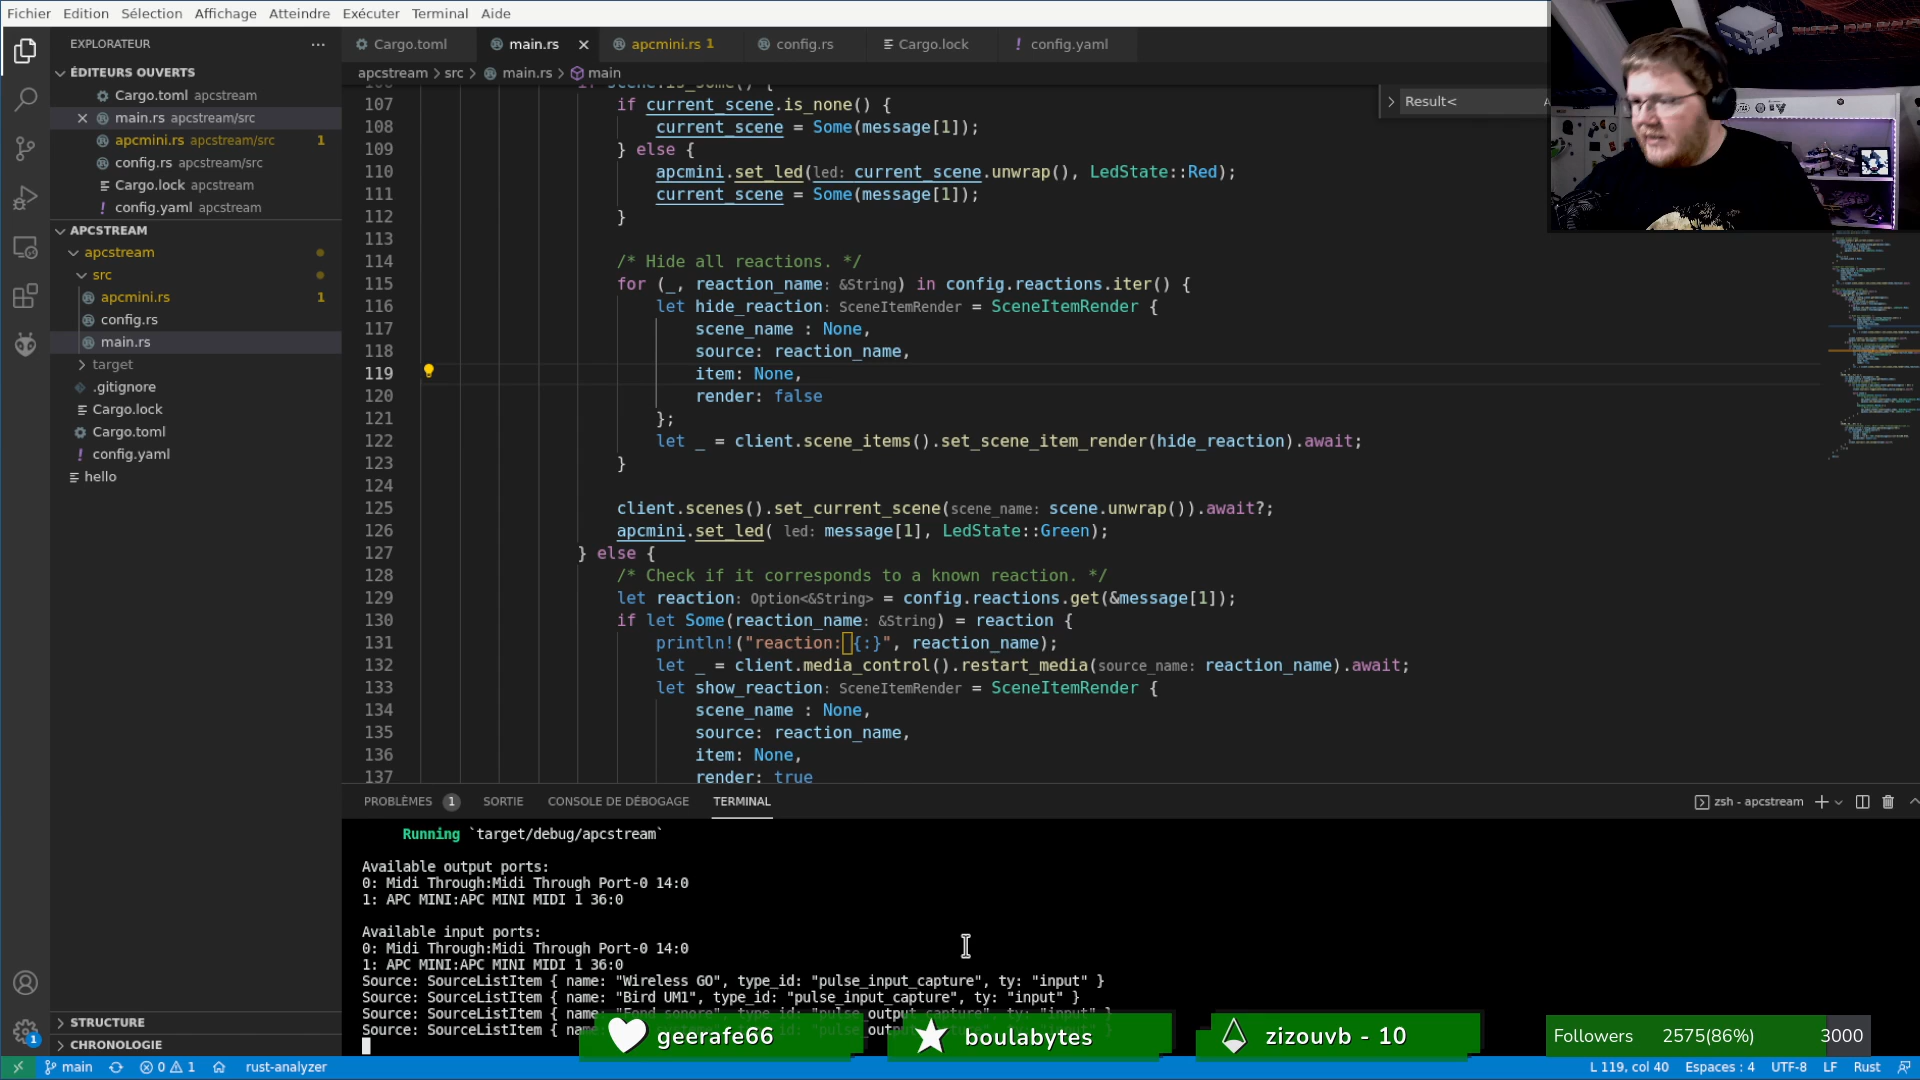 Fichier Edition Sélection Affichage Atteindre Exécuter Terminal Aide
EXPLORATEUR ...
ÉDITEURS OUVERTS
Cargo.toml apcstream
main.rs apcstream/src
apcmini.rs apcstream/src 1
config.rs apcstream/src
Cargo.lock apcstream
config.yaml apcstream
APCSTREAM
apcstream
src
apcmini.rs 1
config.rs
main.rs
target
.gitignore
Cargo.lock
Cargo.toml
config.yaml
hello
STRUCTURE
CHRONOLOGIE
Cargo.toml main.rs apcmini.rs 1 config.rs Cargo.lock config.yaml
apcstream > src > main.rs > main
Result<
107 if current_scene.is_none() {
108 current_scene = Some(message[1]);
109 } else {
110 apcmini.set_led(led: current_scene.unwrap(), LedState::Red);
111 current_scene = Some(message[1]);
112 }
113
114 /* Hide all reactions. */
115 for (_, reaction_name: &String) in config.reactions.iter() {
116 let hide_reaction: SceneItemRender = SceneItemRender {
117 scene_name : None,
118 source: reaction_name,
119 item: None,
120 render: false
121 };
122 let _ = client.scene_items().set_scene_item_render(hide_reaction).await;
123 }
124
125 client.scenes().set_current_scene(scene_name: scene.unwrap()).await?;
126 apcmini.set_led( led: message[1], LedState::Green);
127 } else {
128 /* Check if it corresponds to a known reaction. */
129 let reaction: Option<&String> = config.reactions.get(&message[1]);
130 if let Some(reaction_name: &String) = reaction {
131 println!("reaction: {:}", reaction_name);
132 let _ = client.media_control().restart_media(source_name: reaction_name).await;
133 let show_reaction: SceneItemRender = SceneItemRender {
134 scene_name : None,
135 source: reaction_name,
136 item: None,
137 render: true
PROBLÈMES 1 SORTIE CONSOLE DE DÉBOGAGE TERMINAL zsh - apcstream
Running `target/debug/apcstream`
Available output ports:
0: Midi Through:Midi Through Port-0 14:0
1: APC MINI:APC MINI MIDI 1 36:0
Available input ports:
0: Midi Through:Midi Through Port-0 14:0
1: APC MINI:APC MINI MIDI 1 36:0
Source: SourceListItem { name: "Wireless GO", type_id: "pulse_input_capture", ty: "input" }
Source: SourceListItem { name: "Bird UM1", type_id: "pulse_input_capture", ty: "input" }
Source: SourceListItem { name: "Fond sonore", type_id: "pulse_output_capture", ty: "input" }
Source: SourceListItem {
geerafe66
boulabytes
zizouvb - 10
Followers 2575(86%) 3000
main 0 1 rust-analyzer L 119, col 40 Espaces : 4 UTF-8 LF Rust